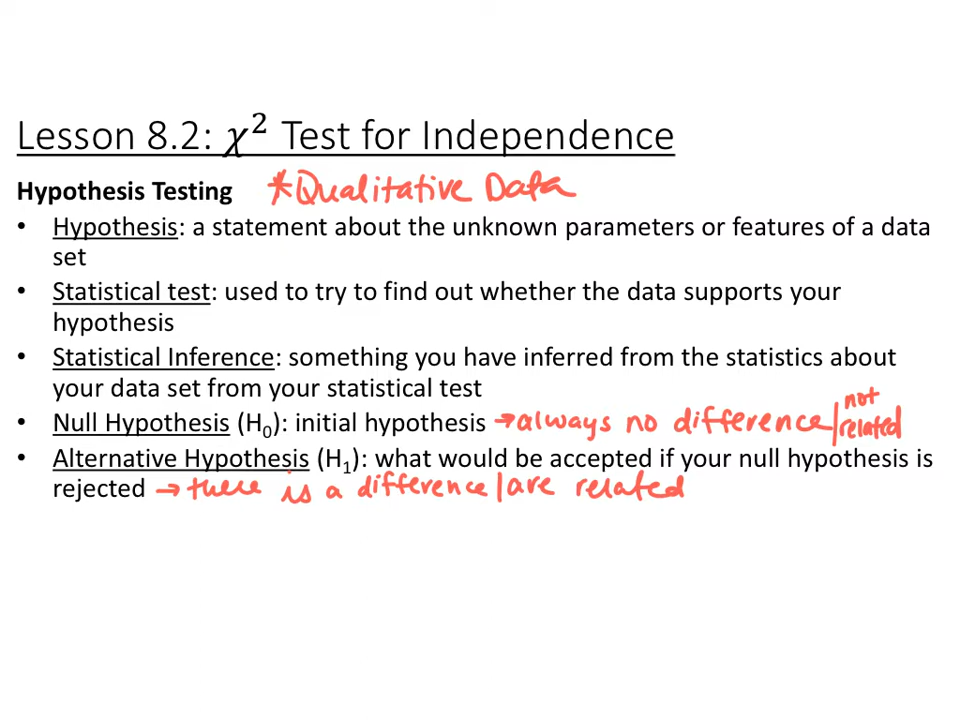 Lesson 8.2: χ² Test for Independence
Hypothesis Testing *Qualitative Data
• Hypothesis: a statement about the unknown parameters or features of a data
set
• Statistical test: used to try to find out whether the data supports your
hypothesis
• Statistical Inference: something you have inferred from the statistics about
your data set from your statistical test
• Null Hypothesis (H₀): initial hypothesis → always no difference/not related
• Alternative Hypothesis (H₁): what would be accepted if your null hypothesis is
rejected → there is a difference/are related